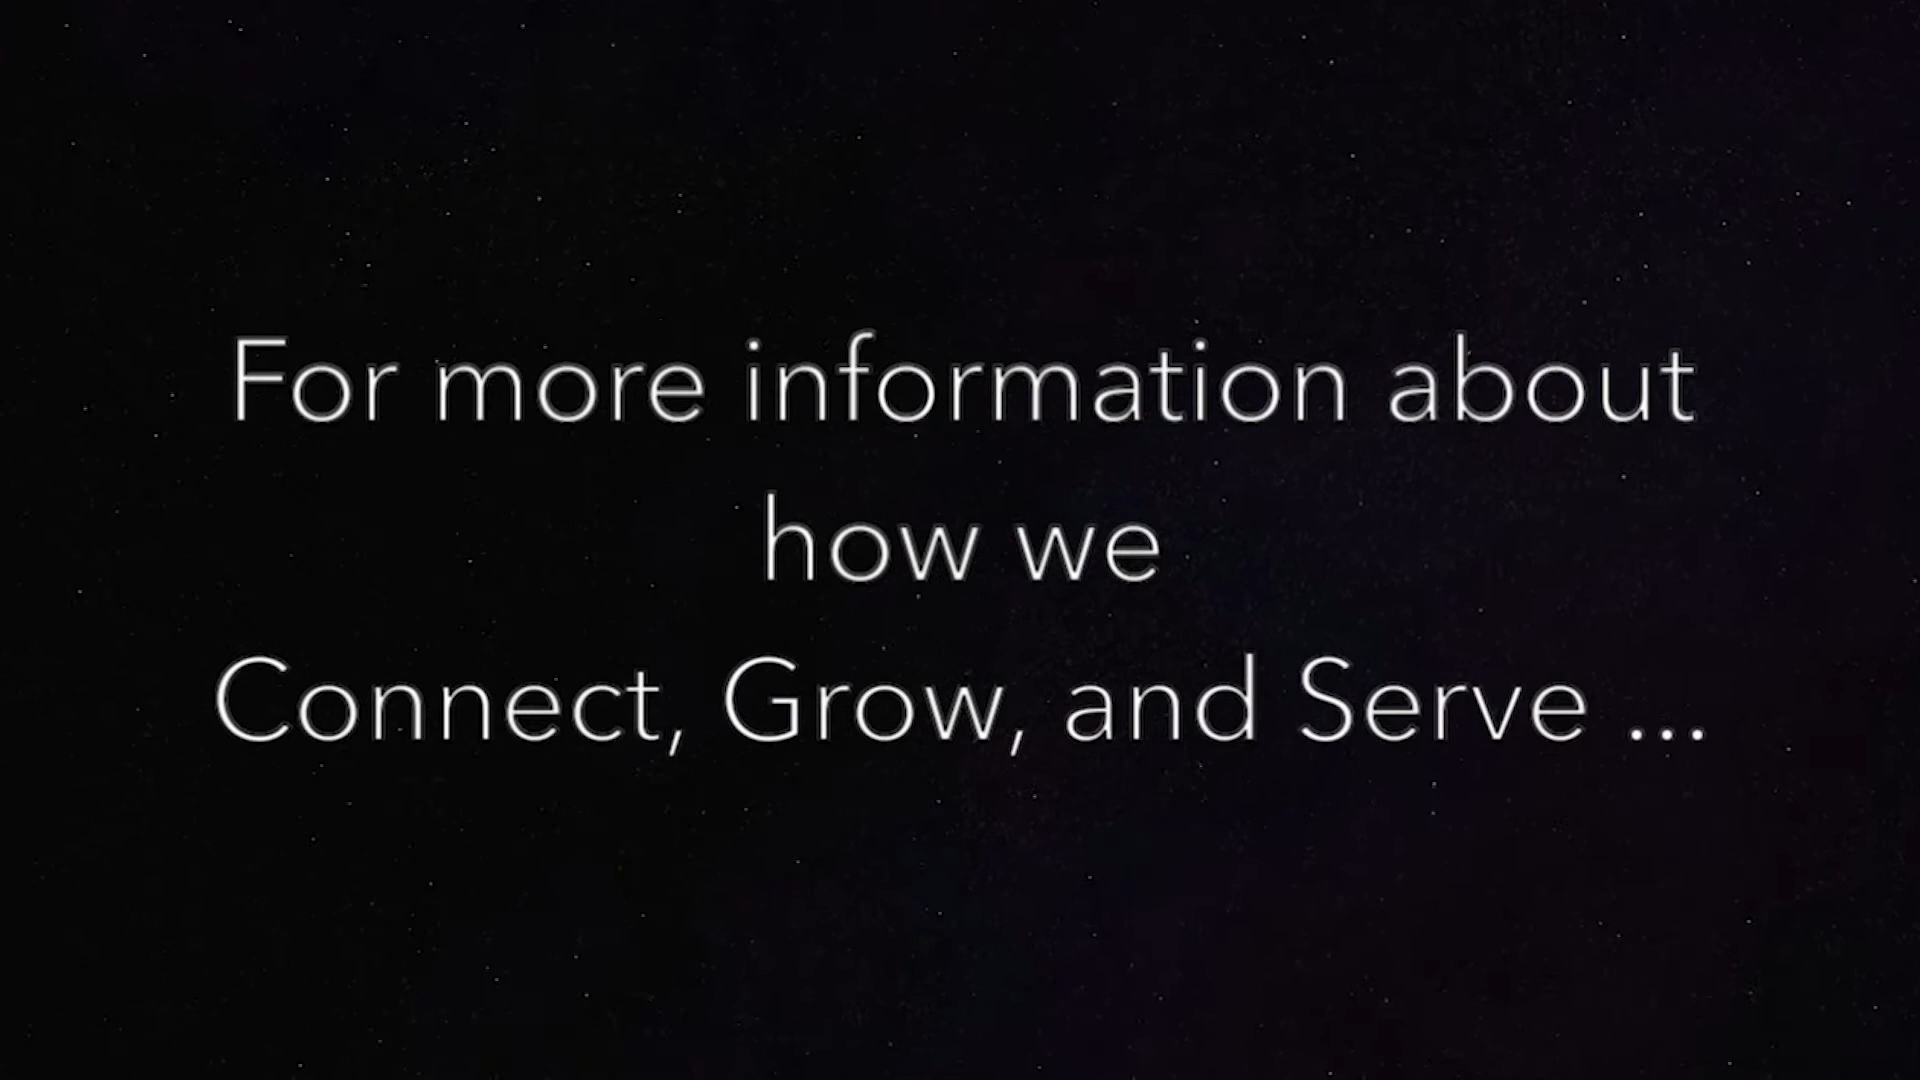 For more information about
how we
Connect, Grow, and Serve ...